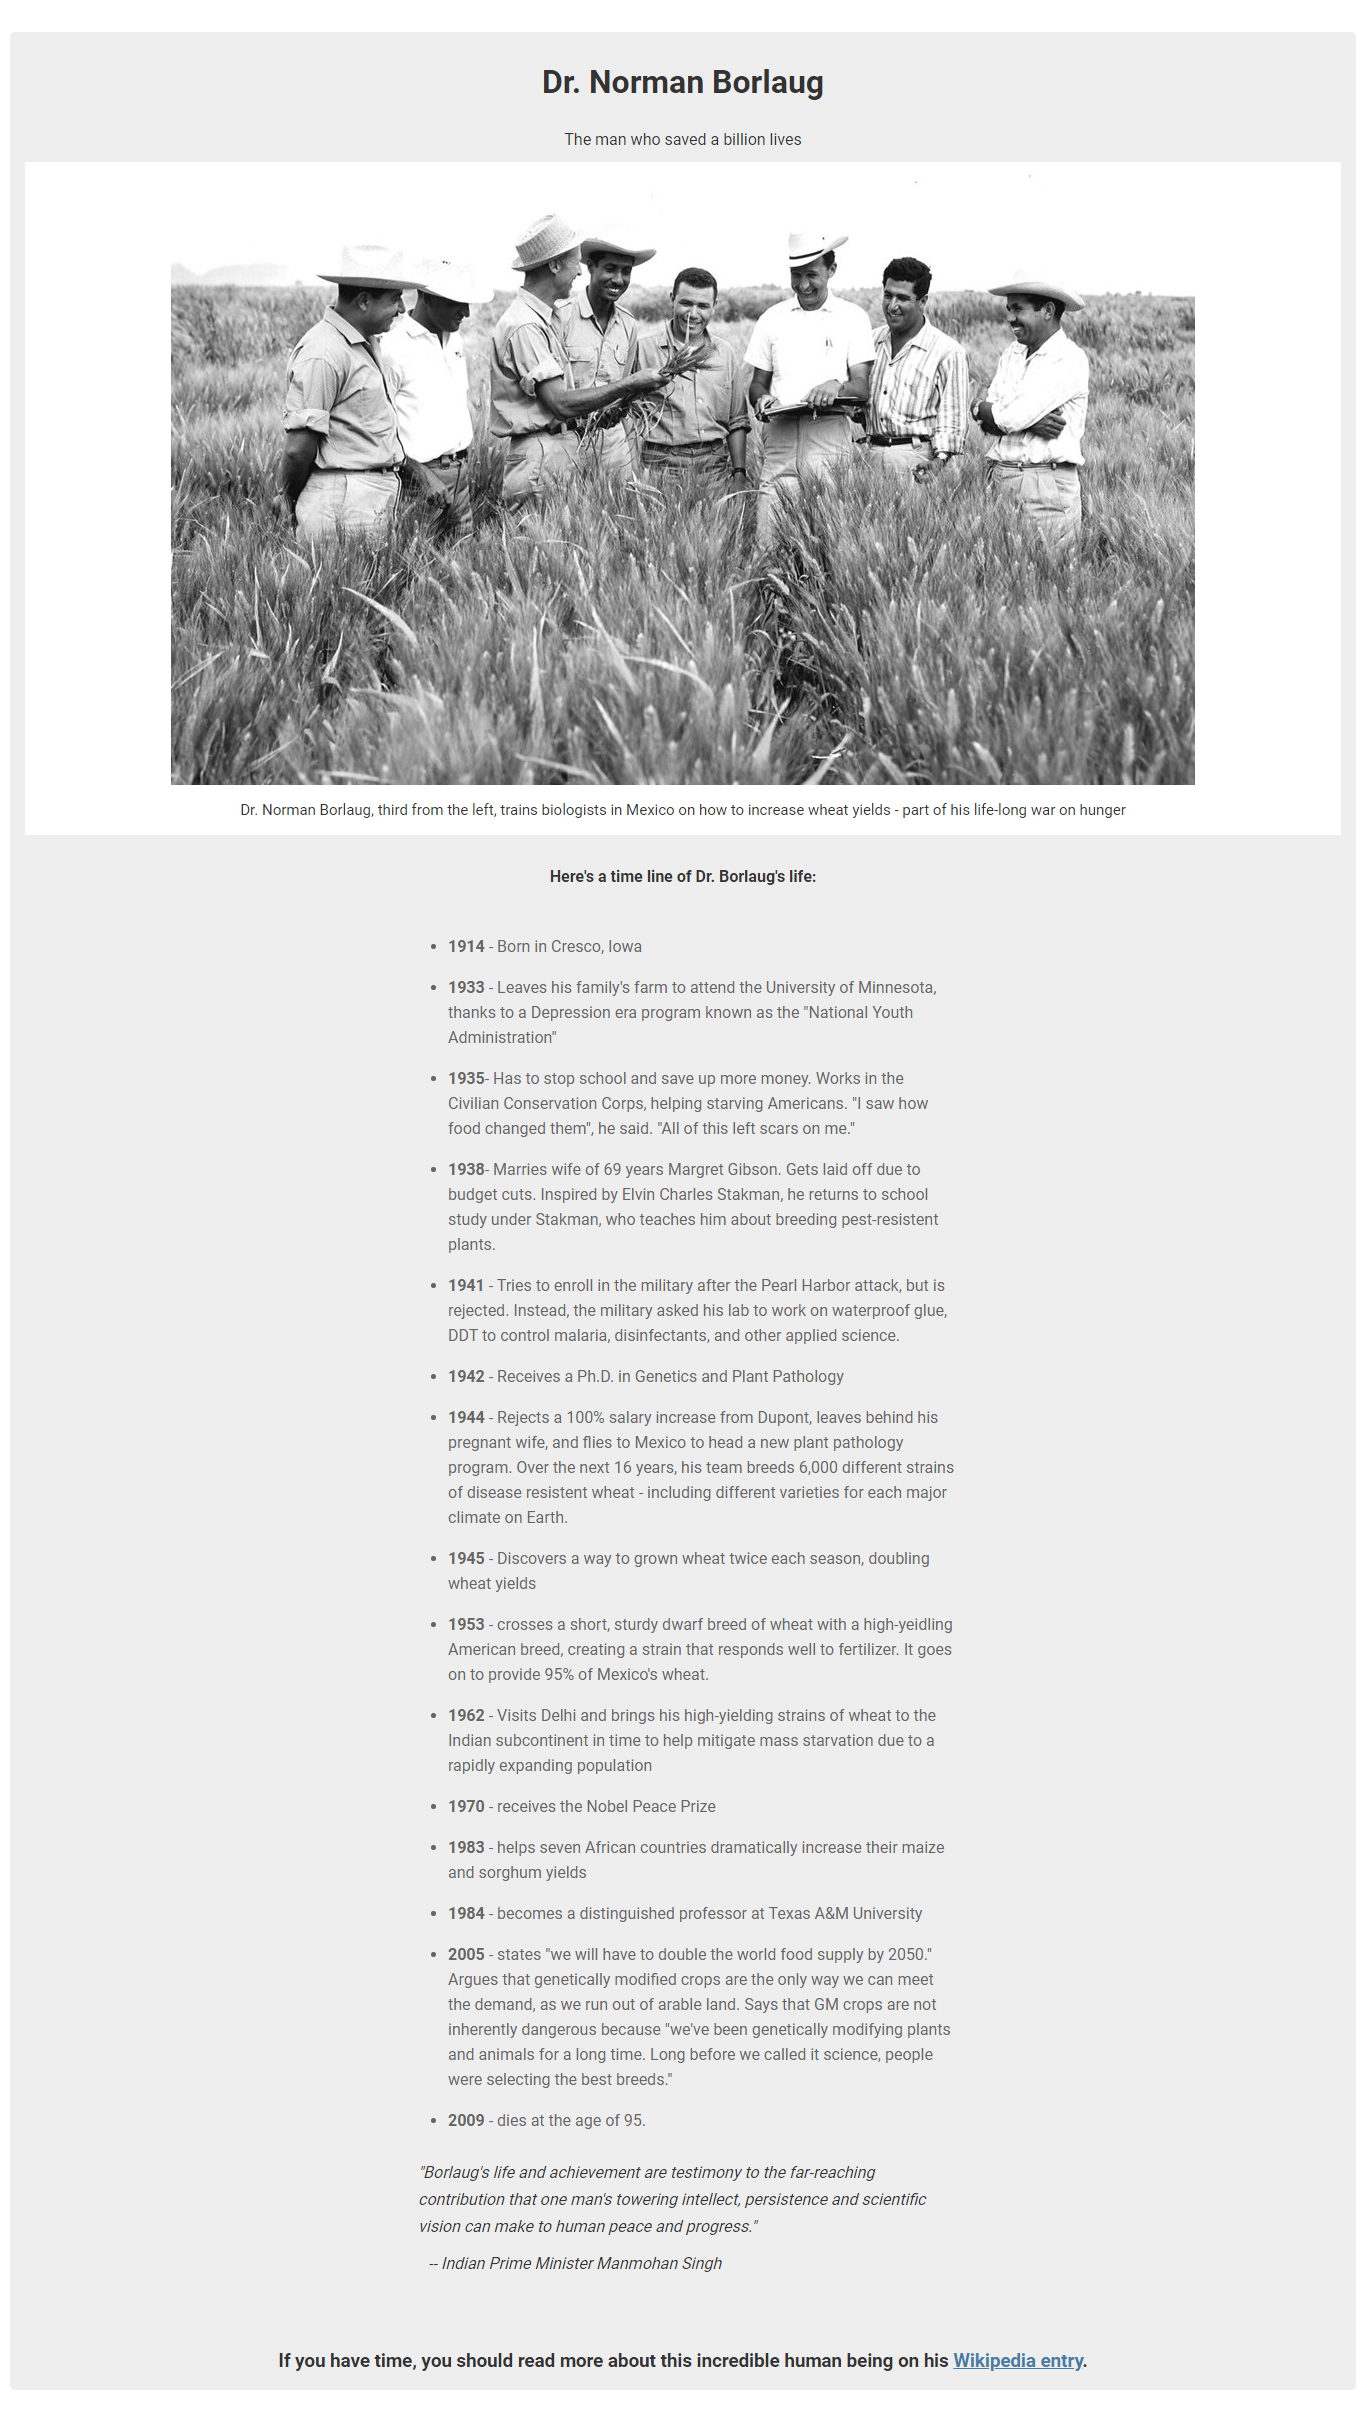 Dr. Norman Borlaug
The man who saved a billion lives
Dr. Norman Borlaug, third from the left, trains biologists in Mexico on how to increase wheat yields - part of his life-long war on hunger
Here's a time line of Dr. Borlaug's life:
• 1914 - Born in Cresco, Iowa
• 1933 - Leaves his family's farm to attend the University of Minnesota,
thanks to a Depression era program known as the "National Youth
Administration"
• 1935- Has to stop school and save up more money. Works in the
Civilian Conservation Corps, helping starving Americans. "I saw how
food changed them", he said. "All of this left scars on me."
• 1938- Marries wife of 69 years Margret Gibson. Gets laid off due to
budget cuts. Inspired by Elvin Charles Stakman, he returns to school
study under Stakman, who teaches him about breeding pest-resistent
plants.
• 1941 - Tries to enroll in the military after the Pearl Harbor attack, but is
rejected. Instead, the military asked his lab to work on waterproof glue,
DDT to control malaria, disinfectants, and other applied science.
• 1942 - Receives a Ph.D. in Genetics and Plant Pathology
• 1944 - Rejects a 100% salary increase from Dupont, leaves behind his
pregnant wife, and flies to Mexico to head a new plant pathology
program. Over the next 16 years, his team breeds 6,000 different strains
of disease resistent wheat - including different varieties for each major
climate on Earth.
• 1945 - Discovers a way to grown wheat twice each season, doubling
wheat yields
• 1953 - crosses a short, sturdy dwarf breed of wheat with a high-yeidling
American breed, creating a strain that responds well to fertilizer. It goes
on to provide 95% of Mexico's wheat.
• 1962 - Visits Delhi and brings his high-yielding strains of wheat to the
Indian subcontinent in time to help mitigate mass starvation due to a
rapidly expanding population
• 1970 - receives the Nobel Peace Prize
• 1983 - helps seven African countries dramatically increase their maize
and sorghum yields
• 1984 - becomes a distinguished professor at Texas A&M University
• 2005 - states "we will have to double the world food supply by 2050."
Argues that genetically modified crops are the only way we can meet
the demand, as we run out of arable land. Says that GM crops are not
inherently dangerous because "we've been genetically modifying plants
and animals for a long time. Long before we called it science, people
were selecting the best breeds."
• 2009 - dies at the age of 95.
"Borlaug's life and achievement are testimony to the far-reaching
contribution that one man's towering intellect, persistence and scientific
vision can make to human peace and progress."
-- Indian Prime Minister Manmohan Singh
If you have time, you should read more about this incredible human being on his Wikipedia entry.